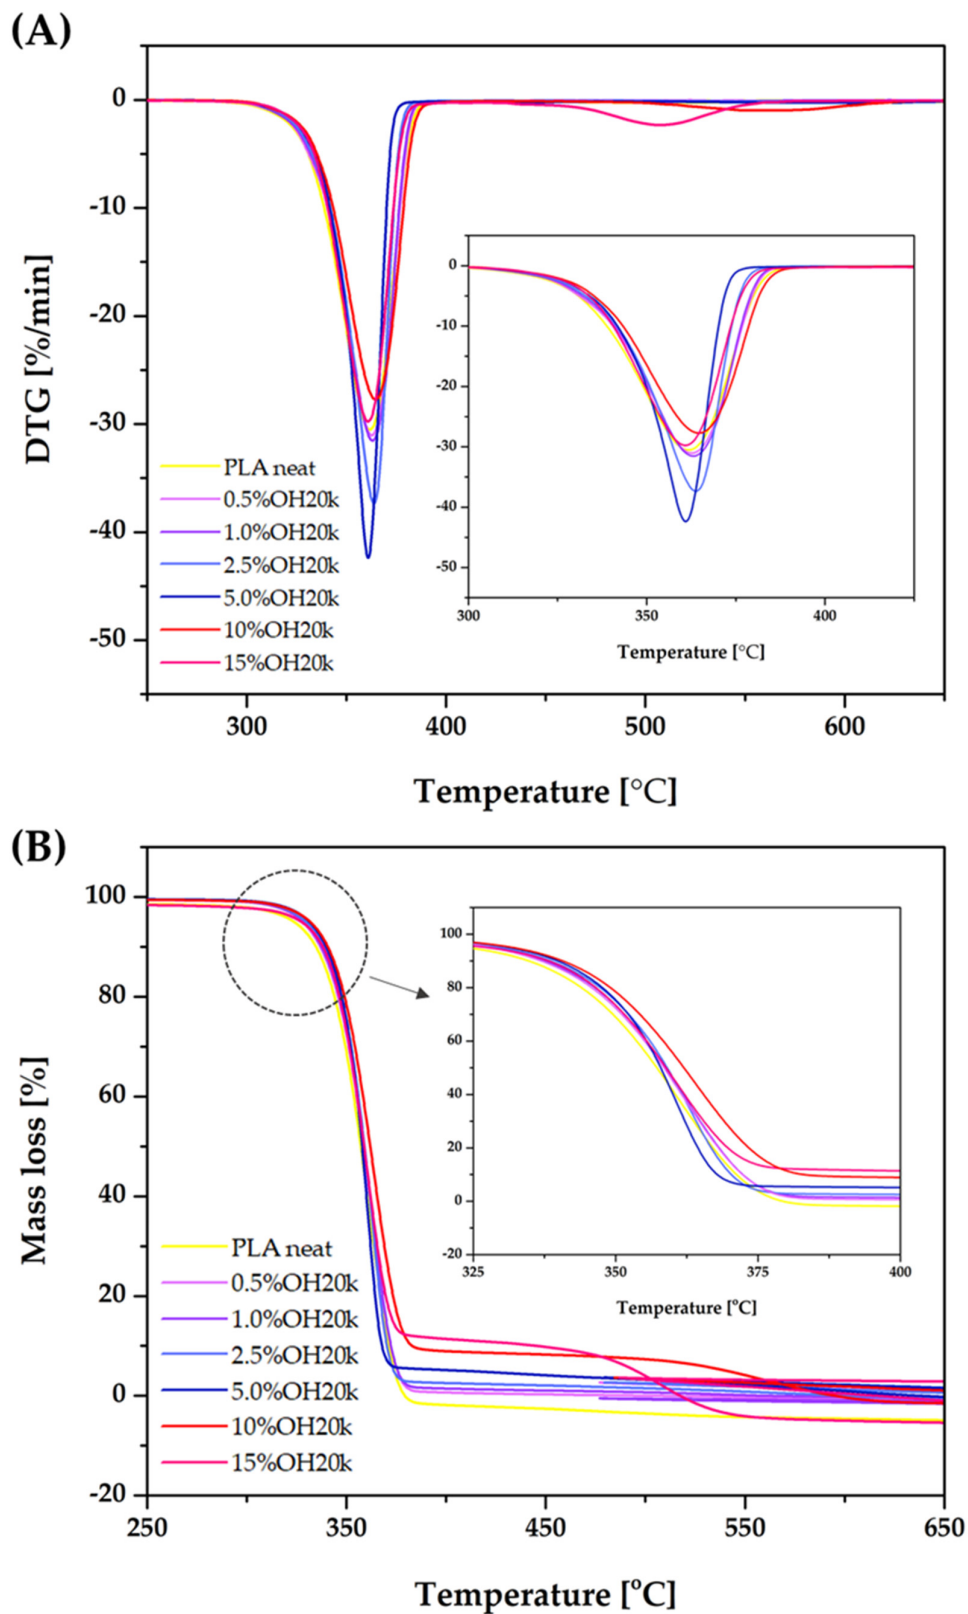 (A)
0
-10
-20
-30
-40
-50
DTG [%/min]
PLA neat
0.5%OH20k
1.0%OH20k
2.5%OH20k
5.0%OH20k
10%OH20k
15%OH20k
0
-10
-20
-30
-40
-50
300 350 400
Temperature [°C]
300 400 500 600
Temperature [°C]
(B)
100
80
60
40
20
0
-20
Mass loss [%]
100
80
60
40
20
0
-20
325 350 375 400
Temperature [°C]
PLA neat
0.5%OH20k
1.0%OH20k
2.5%OH20k
5.0%OH20k
10%OH20k
15%OH20k
250 350 450 550 650
Temperature [°C]